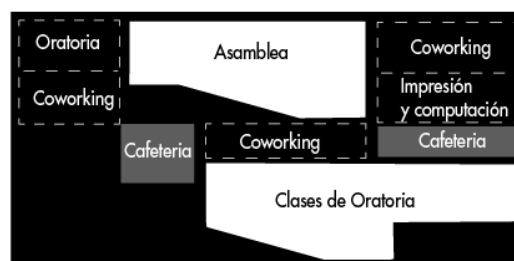 Oratoria
Asamblea
Coworking
Coworking
Impresión
y computación
Cafeteria
Coworking
Cafeteria
Clases de Oratoria